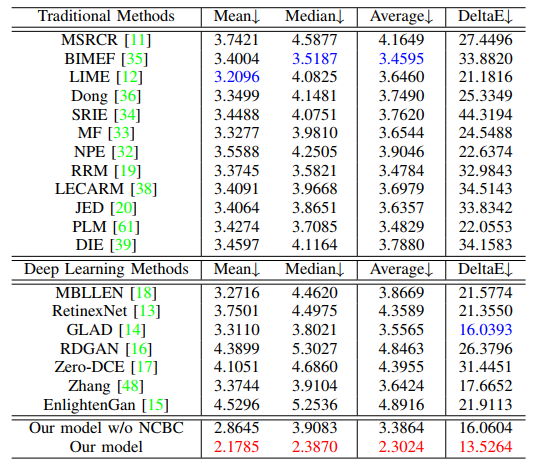 Traditional Methods Mean↓ Median↓ Average↓ DeltaE↓
MSRCR [11] 3.7421 4.5877 4.1649 27.4496
BIMEF [35] 3.4004 3.5187 3.4595 33.8820
LIME [12] 3.2096 4.0825 3.6460 21.1816
Dong [36] 3.3499 4.1481 3.7490 25.3349
SRIE [34] 3.4488 4.0751 3.7620 44.3194
MF [33] 3.3277 3.9810 3.6544 24.5488
NPE [32] 3.5588 4.2505 3.9046 22.6374
RRM [19] 3.3745 3.5821 3.4784 32.9843
LECARM [38] 3.4091 3.9668 3.6979 34.5143
JED [20] 3.4064 3.8651 3.6357 33.8342
PLM [61] 3.4274 3.7085 3.4829 22.0553
DIE [39] 3.4597 4.1164 3.7880 34.1583
Deep Learning Methods Mean↓ Median↓ Average↓ DeltaE↓
MBLLEN [18] 3.2716 4.4620 3.8669 21.5774
RetinexNet [13] 3.7501 4.4975 4.3589 21.3550
GLAD [14] 3.3110 3.8021 3.5565 16.0393
RDGAN [16] 4.3899 5.3027 4.8463 26.3796
Zero-DCE [17] 4.1051 4.6860 4.3955 31.4451
Zhang [48] 3.3744 3.9104 3.6424 17.6652
EnlightenGan [15] 4.5296 5.2536 4.8916 21.9113
Our model w/o NCBC 2.8645 3.9083 3.3864 16.0604
Our model 2.1785 2.3870 2.3024 13.5264